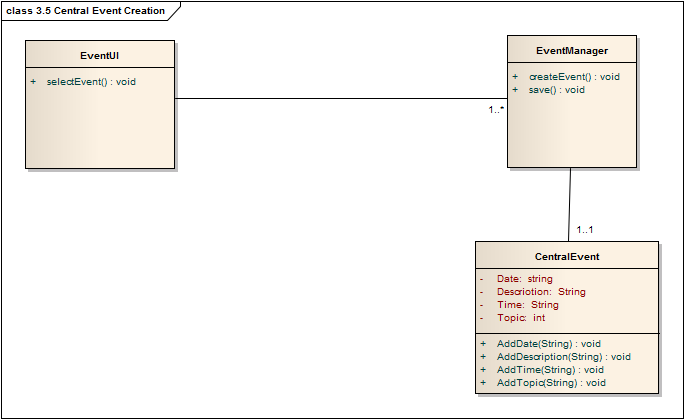 class 3.5 Central Event Creation
EventUI
+ selectEvent() : void
EventManager
+ createEvent() : void
+ save() : void
1..*
1..1
CentralEvent
- Date: string
- Descriotion: String
- Time: String
- Topic: int
+ AddDate(String) : void
+ AddDescription(String) : void
+ AddTime(String) : void
+ AddTopic(String) : void